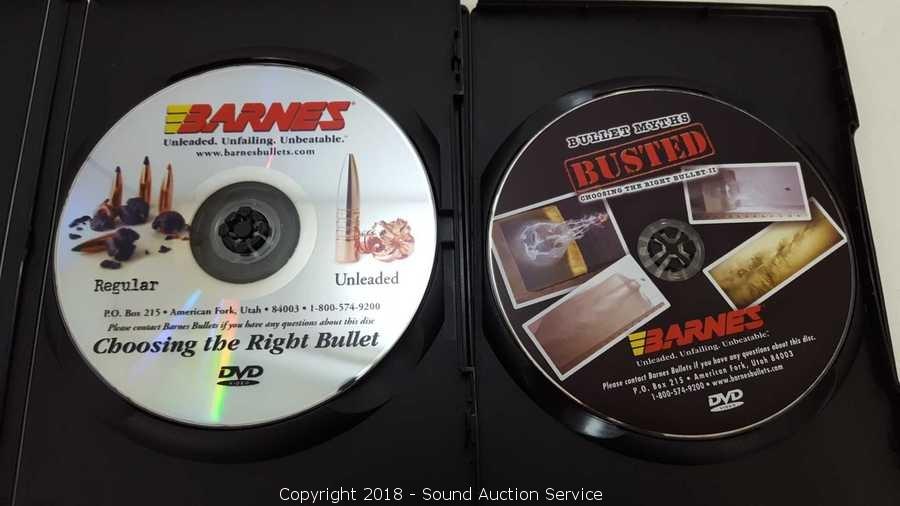 BARNES®
Unleaded. Unfailing. Unbeatable.™
www.barnesbullets.com
Regular
Unleaded
P.O. Box 215 • American Fork, Utah • 84003 • 1-800-574-9200
Please contact Barnes Bullets if you have any questions about this disc
Choosing the Right Bullet
DVD
VIDEO
BULLET MYTHS
BUSTED
CHOOSING THE RIGHT BULLET-II
BARNES
Unleaded. Unfailing. Unbeatable.™
Please contact Barnes Bullets if you have any questions about this disc.
P.O. Box 215 • American Fork, Utah 84003
1-800-574-9200 • www.barnesbullets.com
DVD
VIDEO
Copyright 2018 - Sound Auction Service